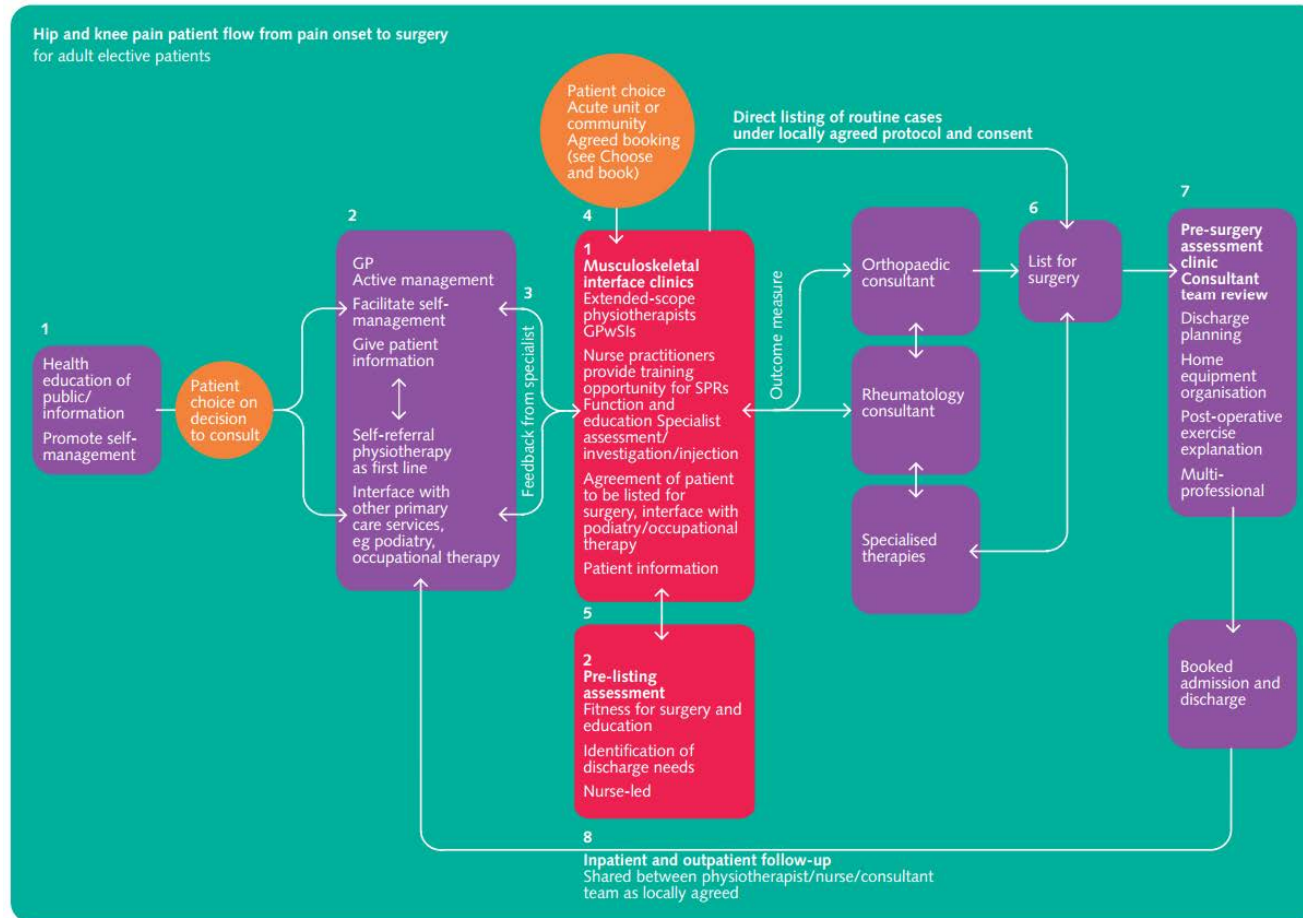 Hip and knee pain patient flow from pain onset to surgery
for adult elective patients
1
Health
education of
public/
information
Promote self-
management
Patient
choice on
decision
to consult
2
GP
Active management
Facilitate self-
management
Give patient
information
Self-referral
physiotherapy
as first line
Interface with
other primary
care services,
eg podiatry,
occupational therapy
3
Feedback from specialist
Patient choice
Acute unit or
community
Agreed booking
(see Choose
and book)
4
1
Musculoskeletal
interface clinics
Extended-scope
physiotherapists
GPwSIs
Nurse practitioners
provide training
opportunity for SPRs
Function and
education Specialist
assessment/
investigation/injection
Agreement of patient
to be listed for
surgery, interface with
podiatry/occupational
therapy
Patient information
5
2
Pre-listing
assessment
Fitness for surgery and
education
Identification of
discharge needs
Nurse-led
Direct listing of routine cases
under locally agreed protocol and consent
Outcome measure
Orthopaedic
consultant
Rheumatology
consultant
Specialised
therapies
6
List for
surgery
7
Pre-surgery
assessment
clinic
Consultant
team review
Discharge
planning
Home
equipment
organisation
Post-operative
exercise
explanation
Multi-
professional
Booked
admission and
discharge
8
Inpatient and outpatient follow-up
Shared between physiotherapist/nurse/consultant
team as locally agreed